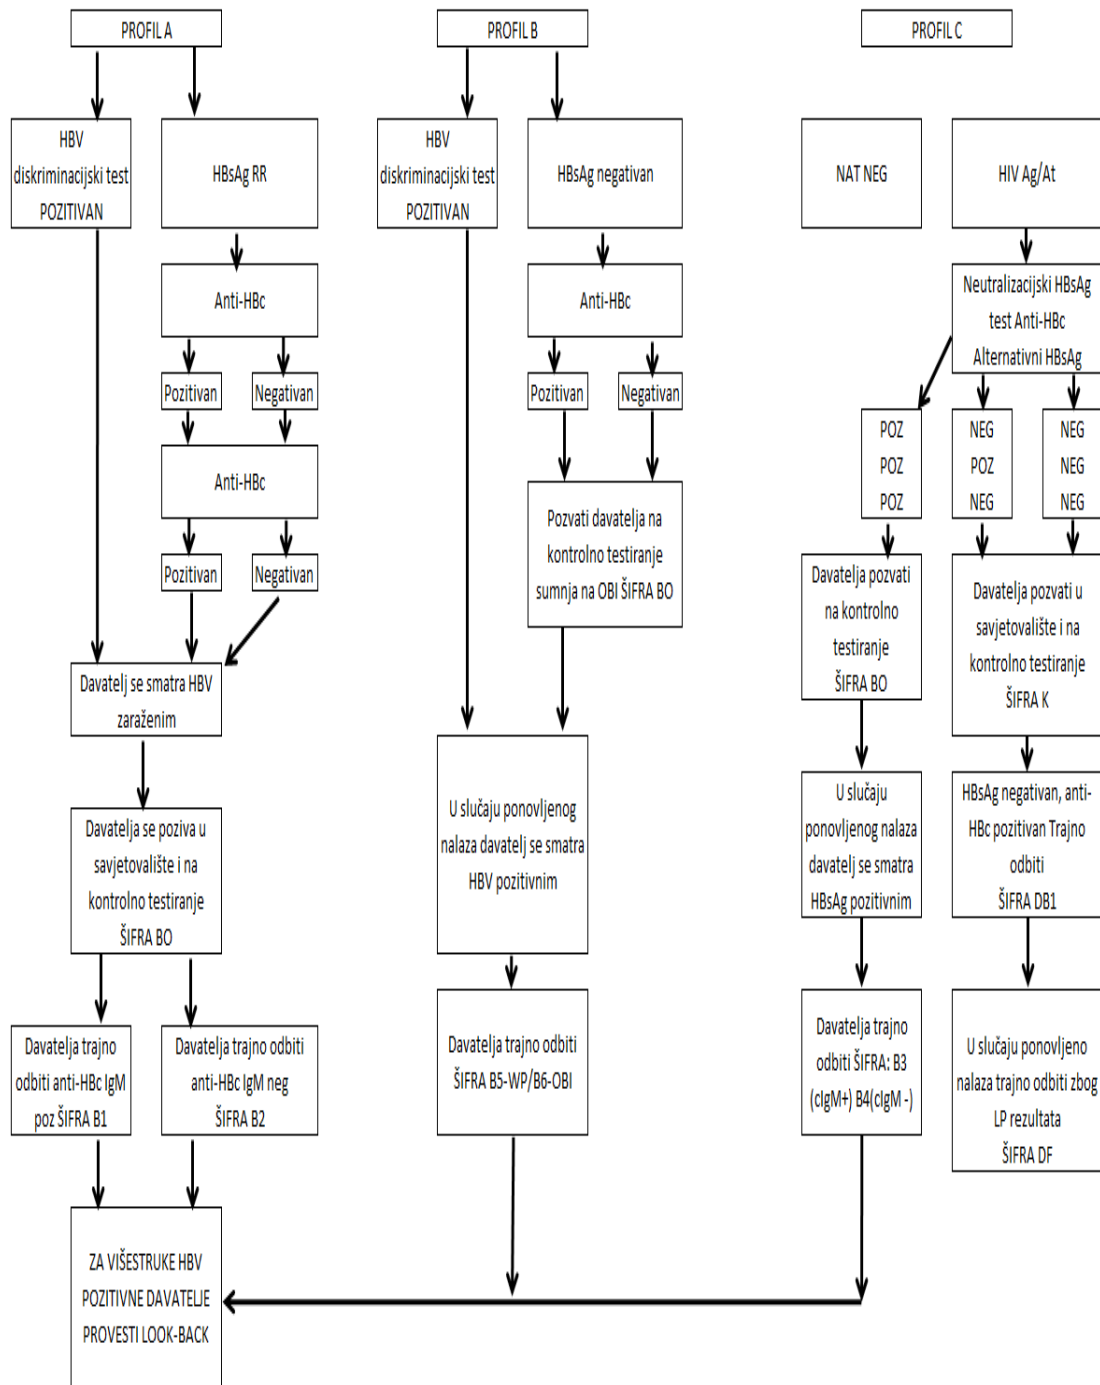 PROFIL A
HBV
diskriminacijski test
POZITIVAN
HBsAg RR
Anti-HBc
Pozitivan
Negativan
Anti-HBc
Pozitivan
Negativan
Davatelj se smatra HBV
zaraženim
Davatelja se poziva u
savjetovalište i na
kontrolno testiranje
ŠIFRA BO
Davatelja trajno
odbiti anti-HBc IgM
poz ŠIFRA B1
Davatelja trajno odbiti
anti-HBc IgM neg
ŠIFRA B2
ZA VIŠESTRUKE HBV
POZITIVNE DAVATELJE
PROVESTI LOOK-BACK
PROFIL B
HBV
diskriminacijski test
POZITIVAN
HBsAg negativan
Anti-HBc
Pozitivan
Negativan
Pozvati davatelja na
kontrolno testiranje
sumnja na OBI ŠIFRA BO
U slučaju ponovljenog
nalaza davatelj se smatra
HBV pozitivnim
Davatelja trajno odbiti
ŠIFRA B5-WP/B6-OBI
PROFIL C
NAT NEG
HIV Ag/At
Neutralizacijski HBsAg
test Anti-HBc
Alternativni HBsAg
POZ
POZ
POZ
NEG
POZ
NEG
NEG
NEG
NEG
Davatelja pozvati
na kontrolno
testiranje
ŠIFRA BO
Davatelja pozvati u
savjetovalište i na
kontrolno testiranje
ŠIFRA K
U slučaju
ponovljenog nalaza
davatelj se smatra
HBsAg pozitivnim
HBsAg negativan, anti-
HBc pozitivan Trajno
odbiti
ŠIFRA DB1
Davatelja trajno
odbiti ŠIFRA: B3
(cIgM+) B4(cIgM -)
U slučaju ponovljeno
nalaza trajno odbiti zbog
LP rezultata
ŠIFRA DF